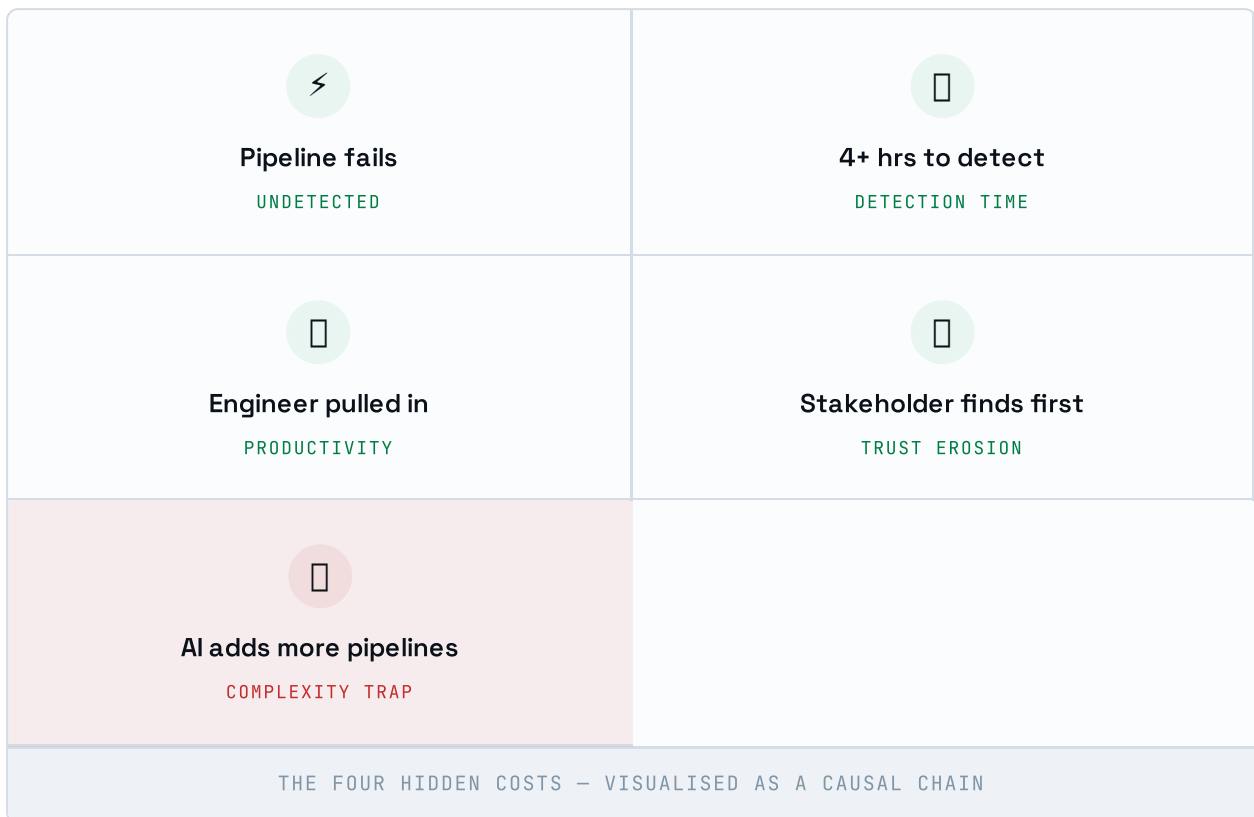 ⚡
Pipeline fails
UNDETECTED
4+ hrs to detect
DETECTION TIME
Engineer pulled in
PRODUCTIVITY
Stakeholder finds first
TRUST EROSION
AI adds more pipelines
COMPLEXITY TRAP
THE FOUR HIDDEN COSTS — VISUALISED AS A CAUSAL CHAIN